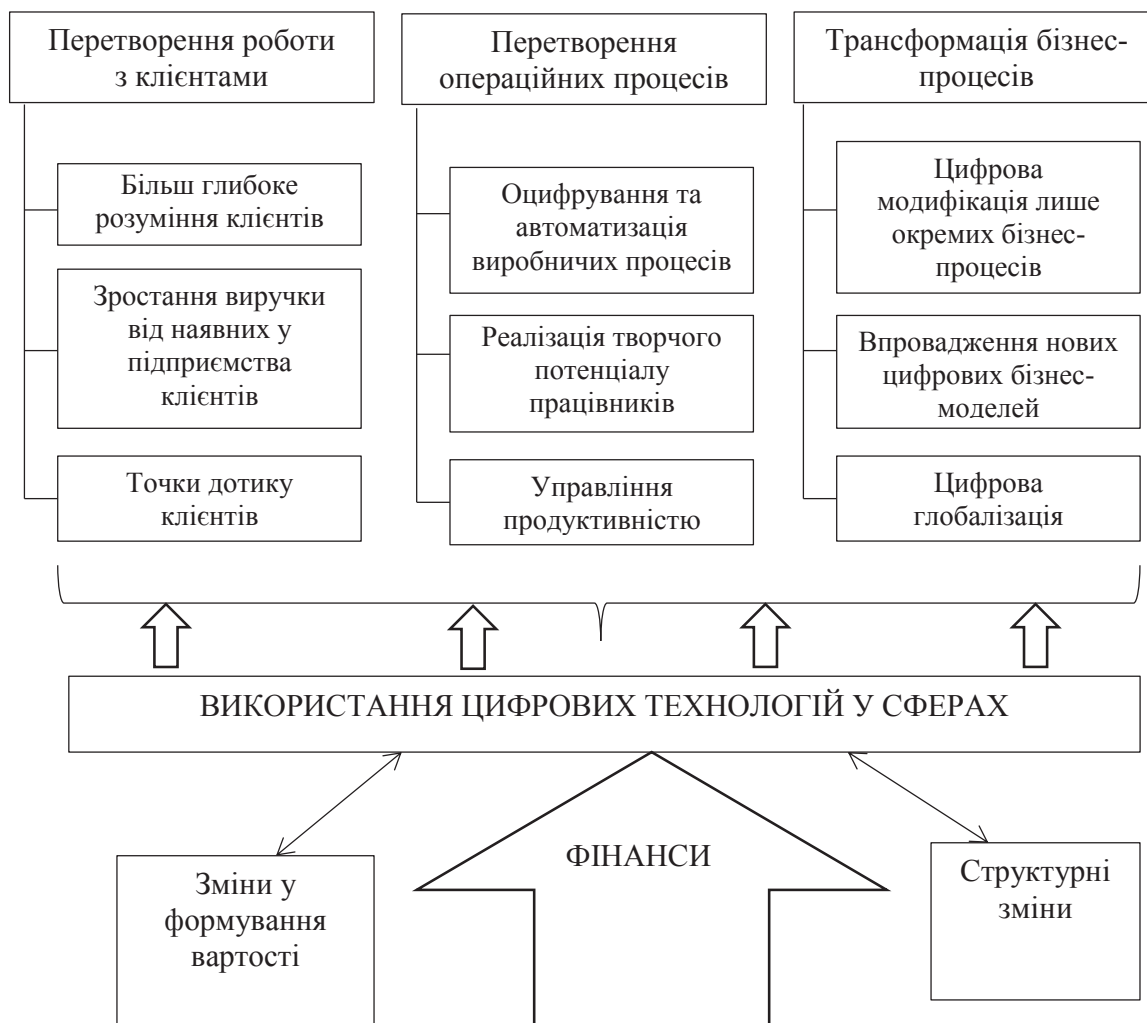 Перетворення роботи
з клієнтами
Більш глибоке
розуміння клієнтів
Зростання виручки
від наявних у
підприємства
клієнтів
Точки дотику
клієнтів
Перетворення
операційних процесів
Оцифрування та
автоматизація
виробничих процесів
Реалізація творчого
потенціалу
працівників
Управління
продуктивністю
Трансформація бізнес-
процесів
Цифрова
модифікація лише
окремих бізнес-
процесів
Впровадження нових
цифрових бізнес-
моделей
Цифрова
глобалізація
ВИКОРИСТАННЯ ЦИФРОВИХ ТЕХНОЛОГІЙ У СФЕРАХ
Зміни у
формування
вартості
ФІНАНСИ
Структурні
зміни